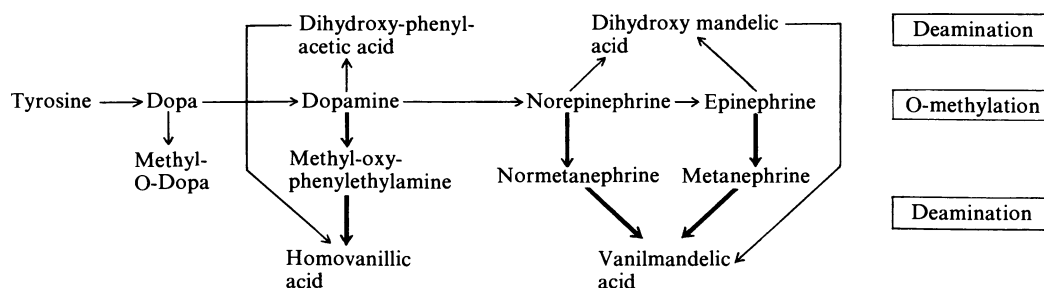 Dihydroxy-phenyl-
acetic acid
Dihydroxy mandelic
acid
Deamination
Tyrosine
Dopa
Dopamine
Norepinephrine
Epinephrine
O-methylation
Methyl-
O-Dopa
Methyl-oxy-
phenylethylamine
Normetanephrine
Metanephrine
Deamination
Homovanillic
acid
Vanilmandelic
acid